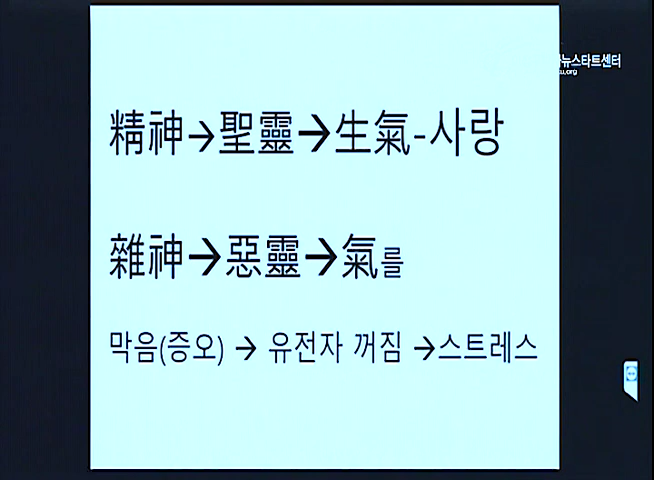 뉴스타트센터
精神→聖靈→生氣-사랑
雜神→惡靈→氣를
막음(증오) → 유전자 꺼짐 →스트레스